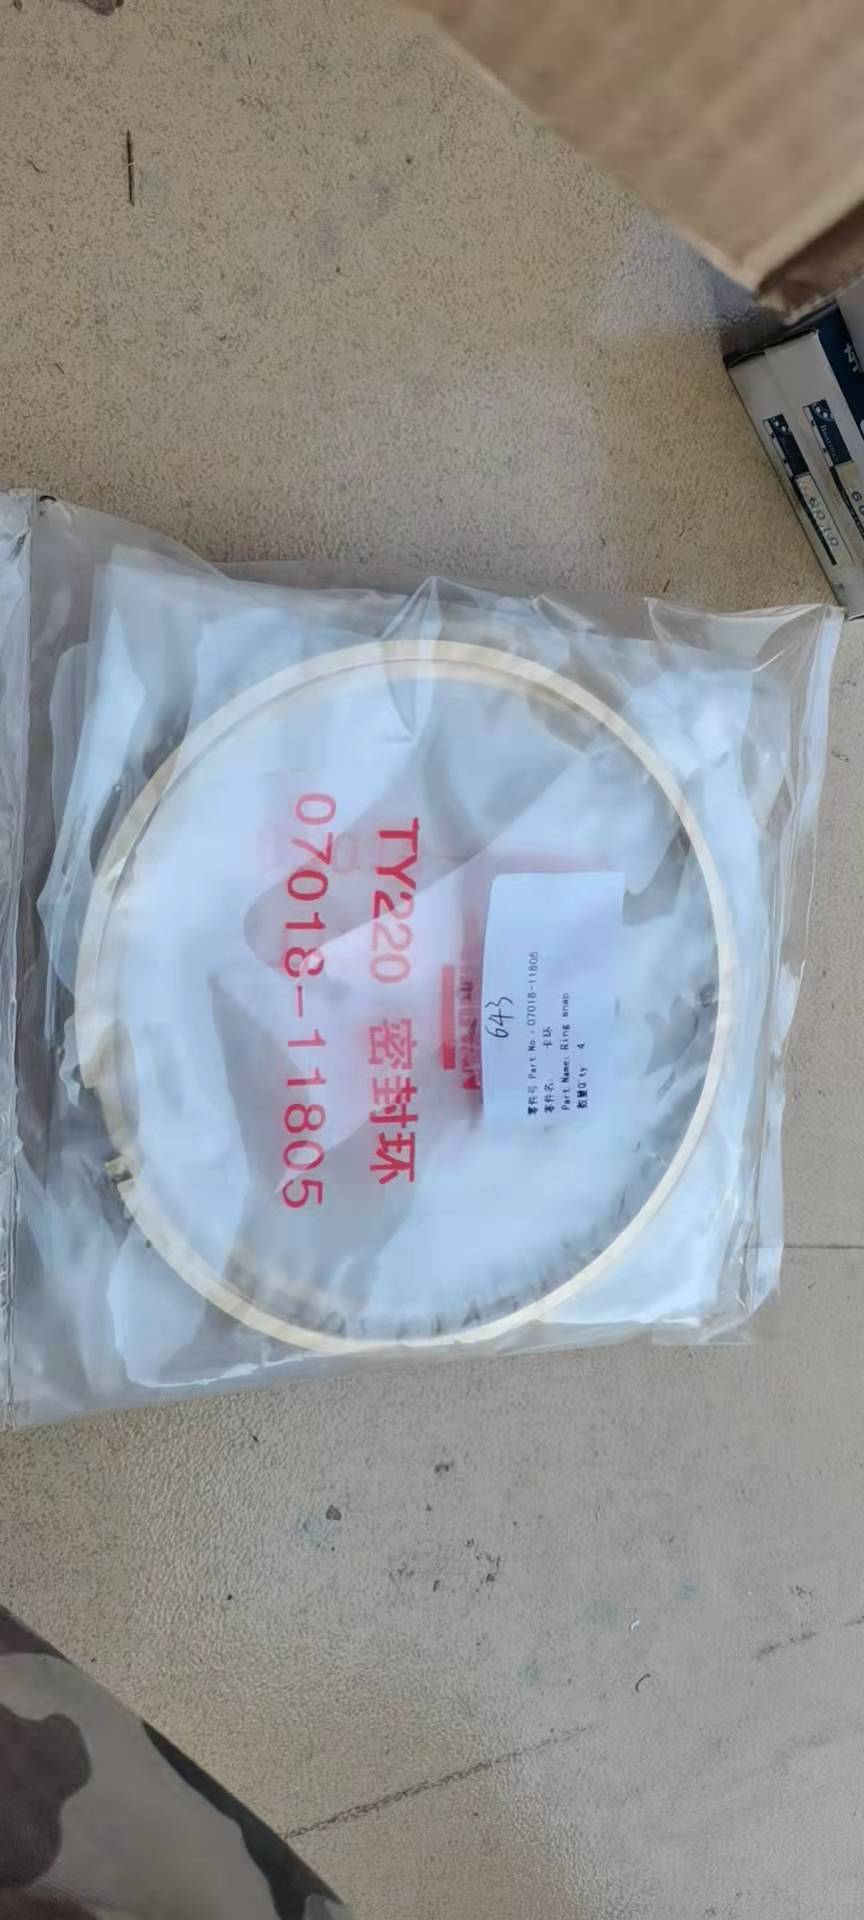 TY220 密封环
07018-11805
643
零件号 Part No：07018-11805
零件名： 卡环
Part Name：Ring snap
数量Q'ty 4
6010